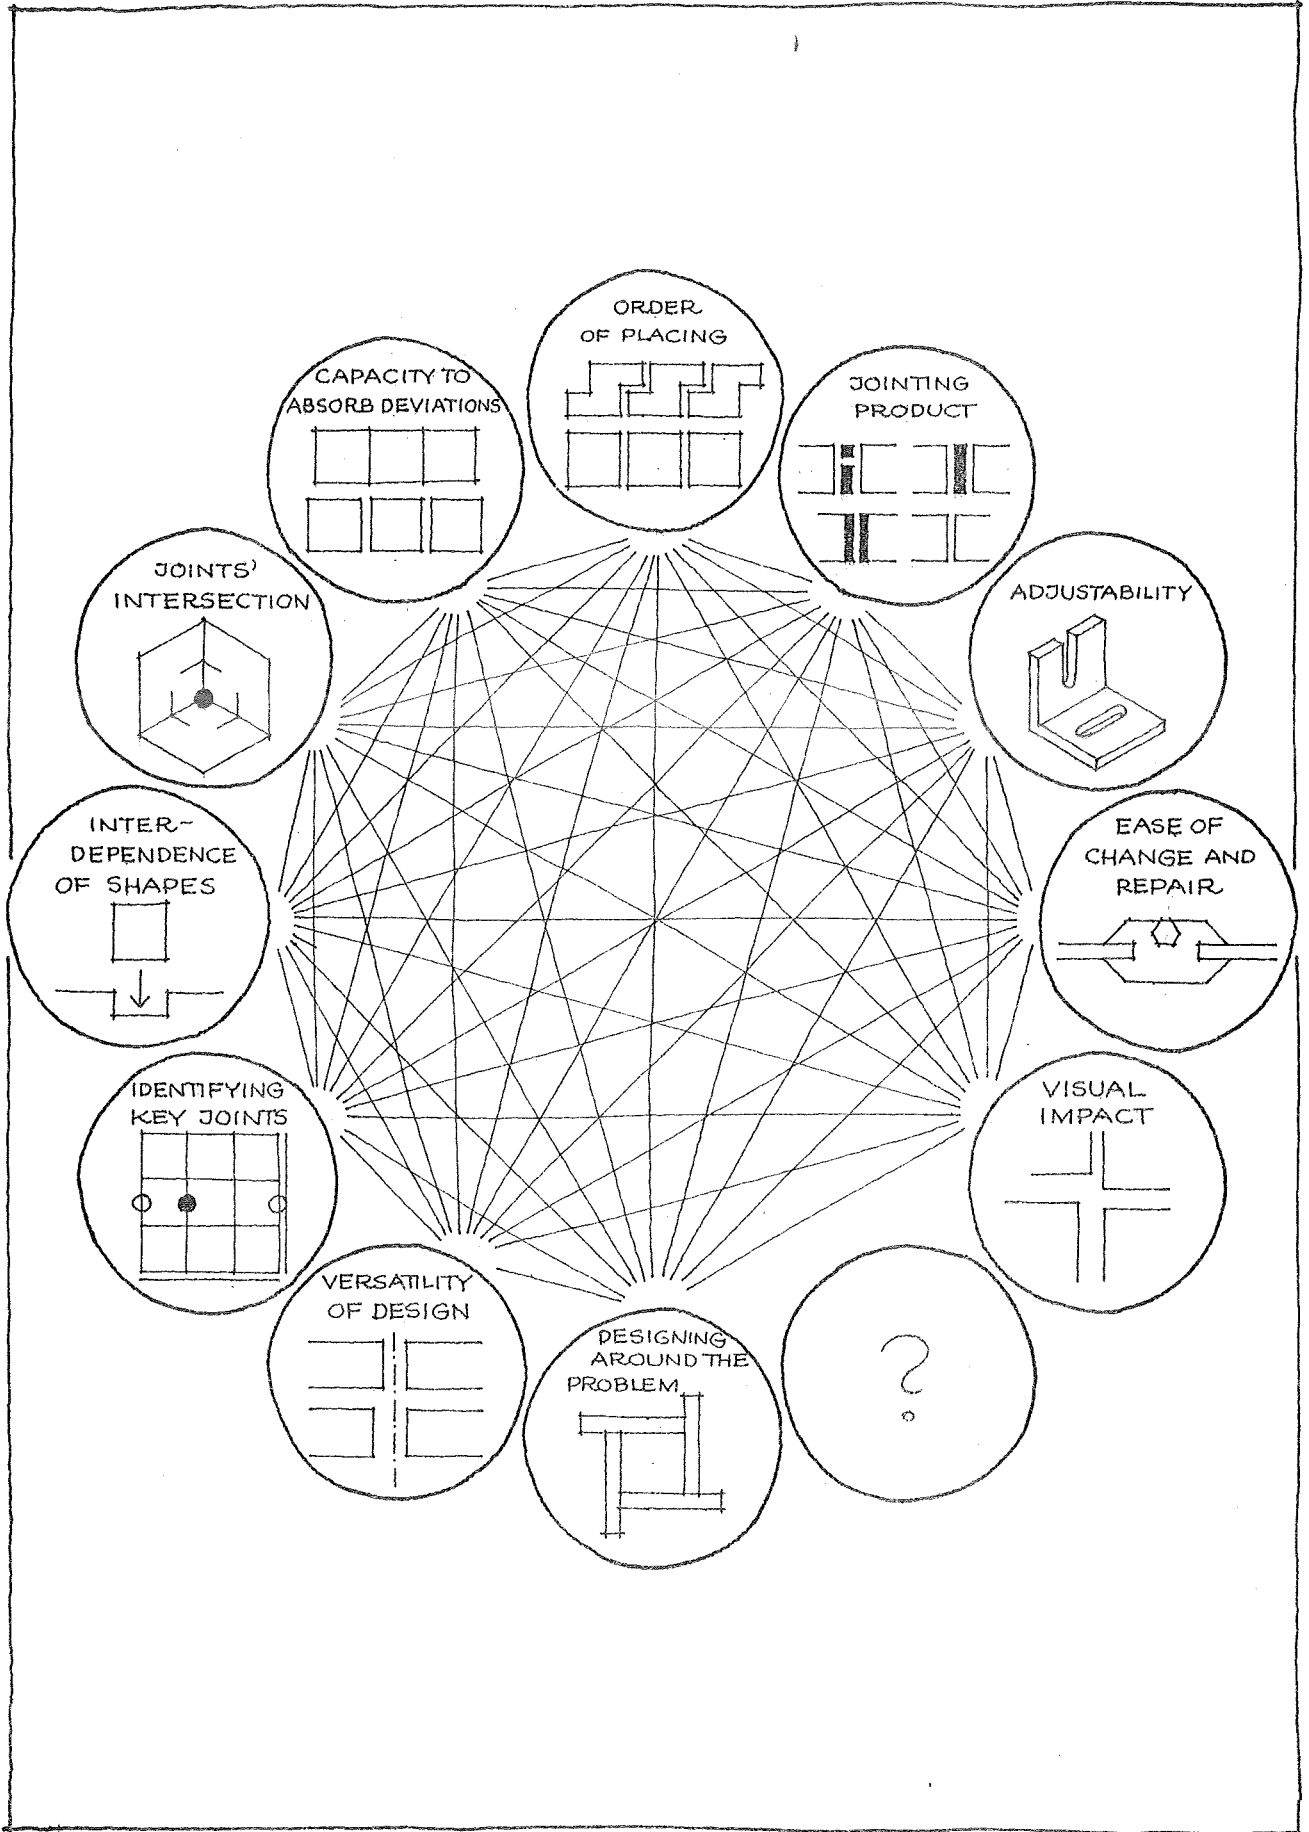 ORDER
OF PLACING
JOINTING
PRODUCT
ADJUSTABILITY
EASE OF
CHANGE AND
REPAIR
VISUAL
IMPACT
?
DESIGNING
AROUND THE
PROBLEM
VERSATILITY
OF DESIGN
IDENTIFYING
KEY JOINTS
INTER-
DEPENDENCE
OF SHAPES
JOINTS'
INTERSECTION
CAPACITY TO
ABSORB DEVIATIONS